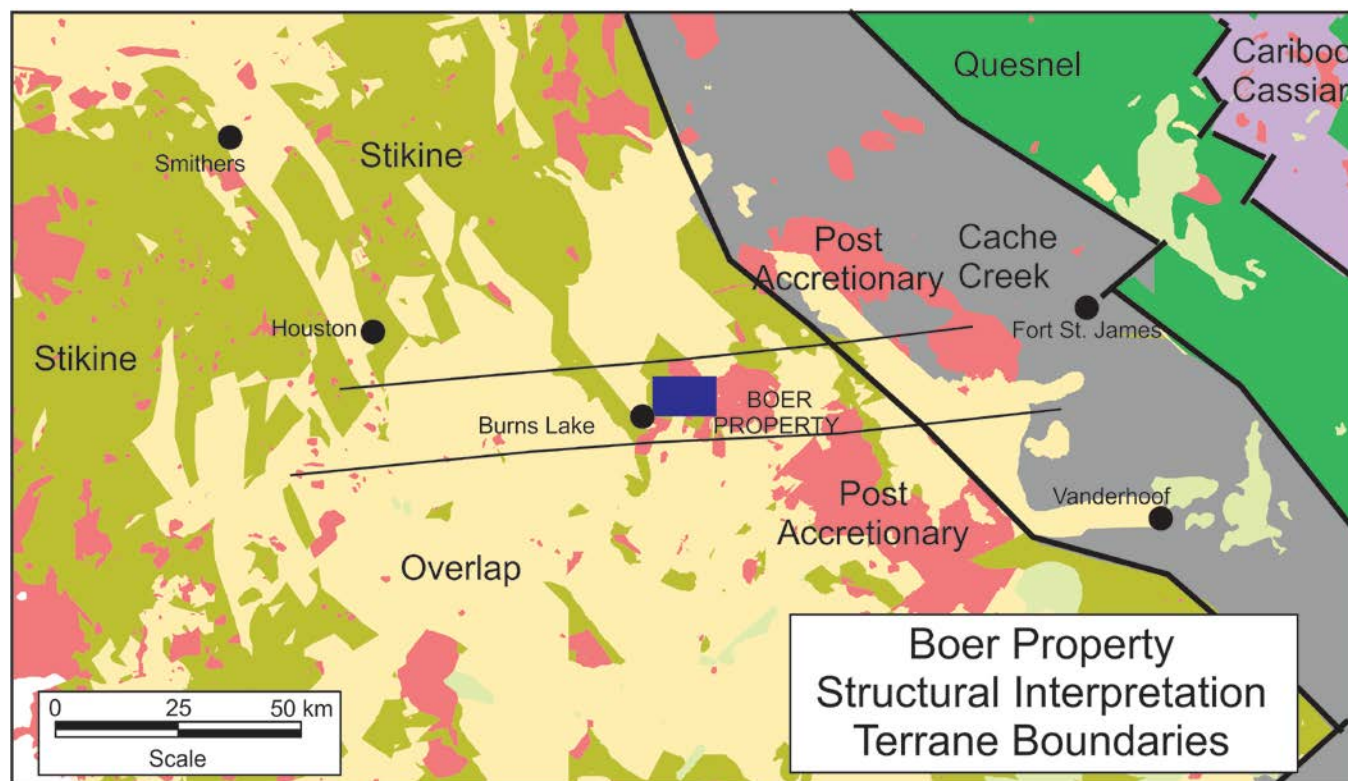 Quesnel
Cariboo
Cassiar
Smithers
Stikine
Post
Accretionary
Cache
Creek
Fort St. James
Houston
Stikine
BOER
PROPERTY
Burns Lake
Vanderhoof
Post
Accretionary
Overlap
Boer Property
Structural Interpretation
Terrane Boundaries
0 25 50 km
Scale